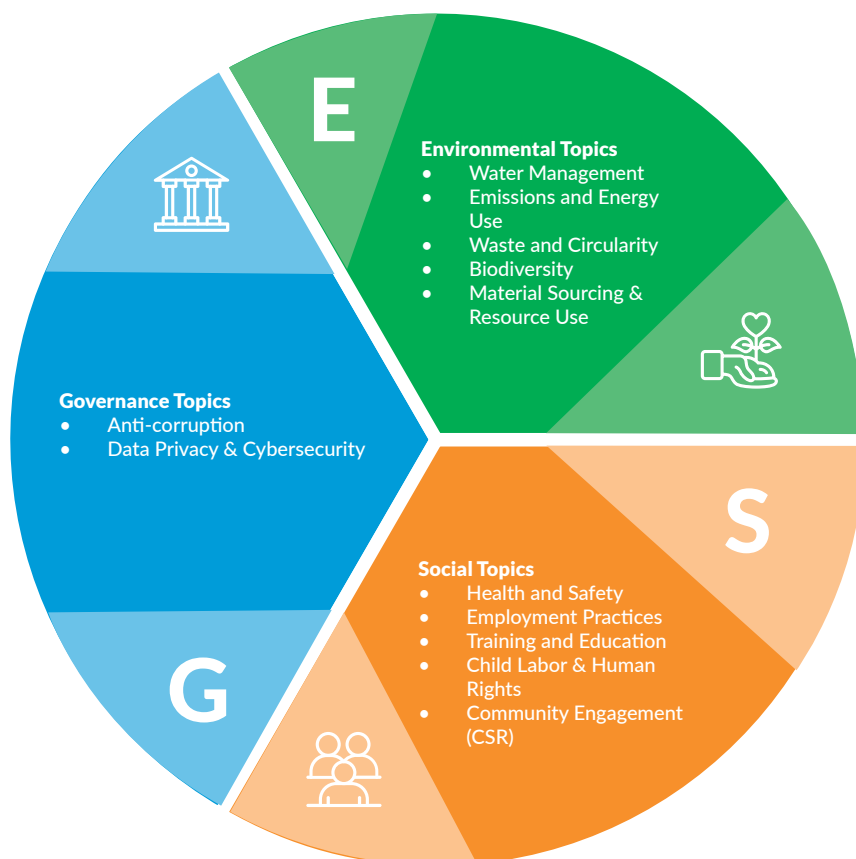 E
Environmental Topics
• Water Management
• Emissions and Energy
Use
• Waste and Circularity
• Biodiversity
• Material Sourcing &
Resource Use
Governance Topics
• Anti-corruption
• Data Privacy & Cybersecurity
S
Social Topics
• Health and Safety
• Employment Practices
• Training and Education
• Child Labor & Human
Rights
• Community Engagement
(CSR)
G